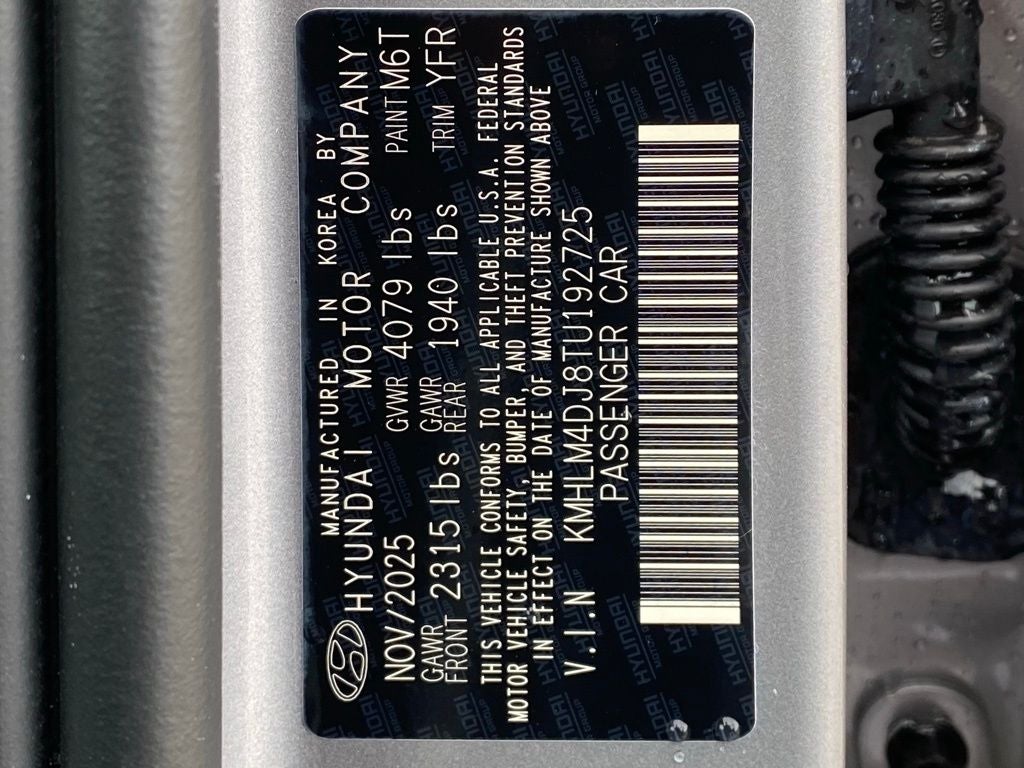 MANUFACTURED IN KOREA BY
HYUNDAI MOTOR COMPANY
NOV/2025 GVWR 4079 lbs PAINT M6T
GAWR FRONT 2315 lbs GAWR REAR 1940 lbs TRIM YFR
THIS VEHICLE CONFORMS TO ALL APPLICABLE U.S.A. FEDERAL
MOTOR VEHICLE SAFETY, BUMPER, AND THEFT PREVENTION STANDARDS
IN EFFECT ON THE DATE OF MANUFACTURE SHOWN ABOVE
V.I.N KMHLM4DJ8TU192725
PASSENGER CAR